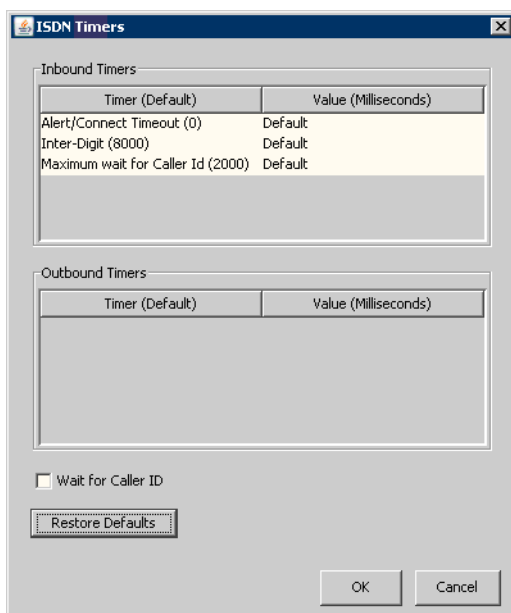 ISDN Timers
Inbound Timers
Timer (Default) Value (Milliseconds)
Alert/Connect Timeout (0) Default
Inter-Digit (8000) Default
Maximum wait for Caller Id (2000) Default
Outbound Timers
Timer (Default) Value (Milliseconds)
Wait for Caller ID
Restore Defaults
OK Cancel